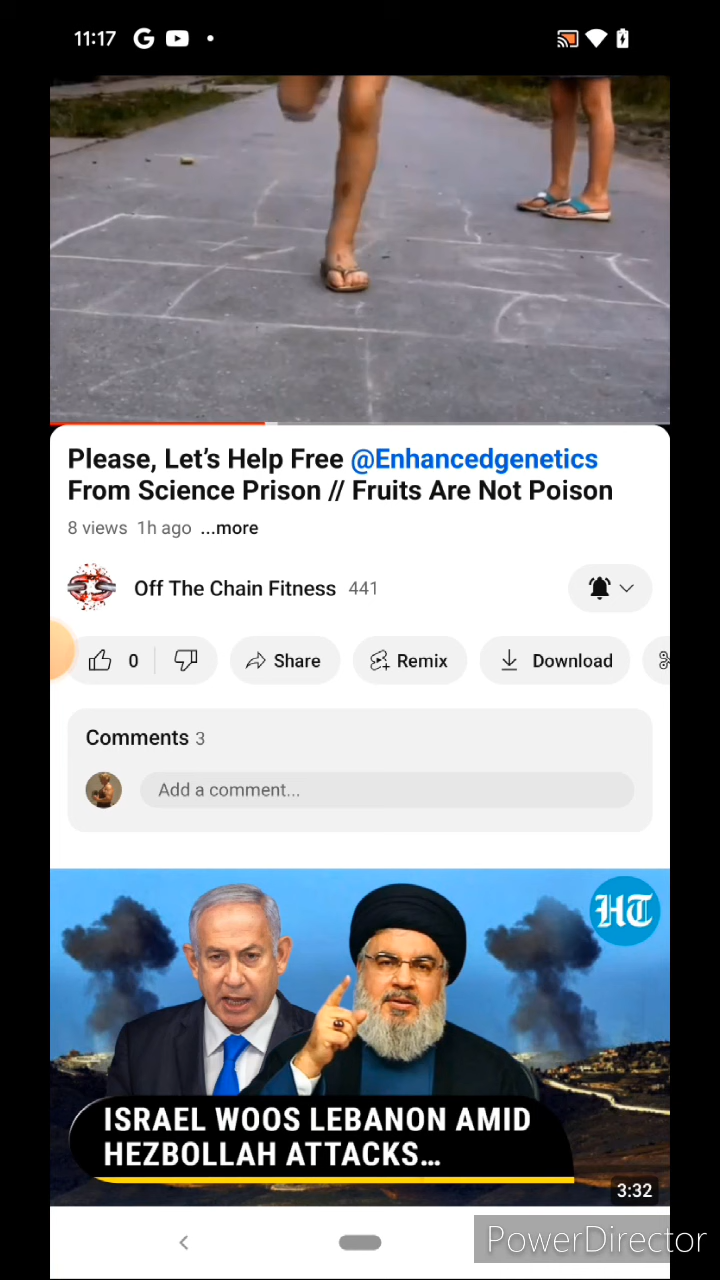 11:17
Please, Let's Help Free @Enhancedgenetics
From Science Prison // Fruits Are Not Poison
8 views 1h ago ...more
Off The Chain Fitness 441
0 Share Remix Download
Comments 3
Add a comment...
HT
ISRAEL WOOS LEBANON AMID
HEZBOLLAH ATTACKS...
3:32
PowerDirector